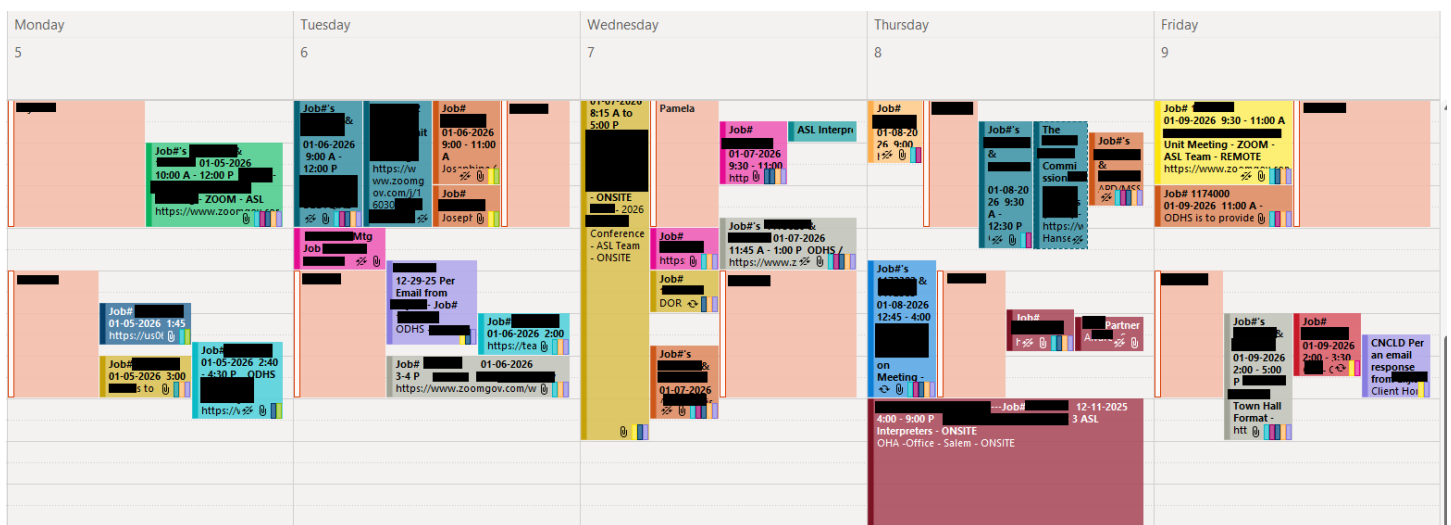 Monday
Tuesday
Wednesday
Thursday
Friday
5
6
7
8
9
Job#'s
&
01-05-2026
10:00 A - 12:00 P
- ZOOM - ASL
Job#
01-05-2026 1:45
https://us0
Job#
01-05-2026 3:00
s to
Job#
01-05-2026 2:40
- 4:30 P ODHS
https://
Job#'s
&
01-06-2026
9:00 A -
12:00 P
https://w
ww.zoomg
ov.com/j/1
6030
Job#
01-06-2026
9:00 - 11:00
A
Job#
Joseph
Mtg
Job
12-29-25 Per
Email from
- Job#
ODHS
Job#
01-06-2026 2:00
https://tea
Job# 01-06-2026
3-4 P
https://www.zoomgov.com/w
01-07-2026
8:15 A to
5:00 P
- ONSITE
- 2026
Conference
- ASL Team
- ONSITE
Pamela
Job#
01-07-2026
9:30 - 11:00
http
ASL Interpr
Job#
https
Job#'s &
01-07-2026
11:45 A - 1:00 P ODHS /
https://www.z
Job#
DOR
Job#'s
&
01-07-2026
Job#
01-08-20
26 9:00
Job#'s
&
01-08-20
26 9:30
A -
12:30 P
The
Commi
ssion
https://v
Hanse
Job#'s
&
Job#'s
&
01-08-2026
12:45 - 4:00
on
Meeting -
Job#
Partner
---Job# 12-11-2025
4:00 - 9:00 P 3 ASL
Interpreters - ONSITE
OHA -Office - Salem - ONSITE
Job#
01-09-2026 9:30 - 11:00 A
Unit Meeting - ZOOM -
ASL Team - REMOTE
Job# 1174000
01-09-2026 11:00 A -
ODHS is to provide
Job#'s
&
01-09-2026
2:00 - 5:00
P
Town Hall
Format -
htt
Job#
01-09-2026
2:00 - 3:30
CNCLD Per
an email
response
from
Client Ho